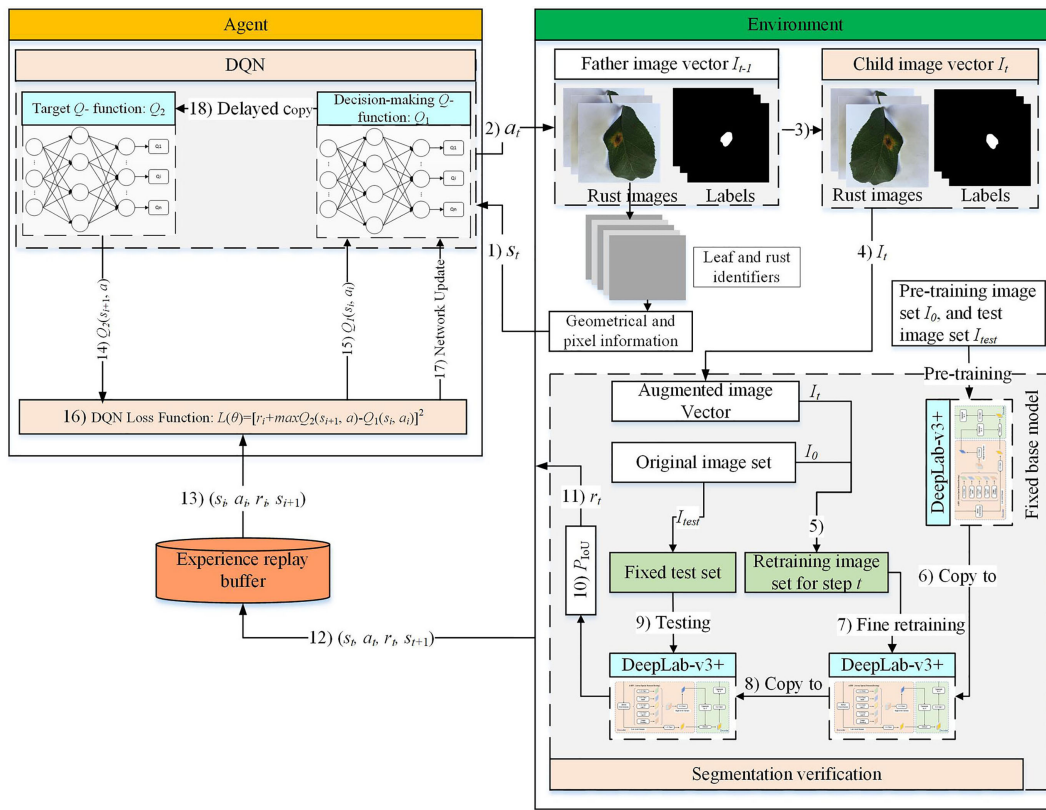 Agent
DQN
Target Q- function: Q2
18) Delayed copy
Decision-making Q-
function: Q1
Q1
Qi
Qn
Q1
Qi
Qn
2) at
1) st
14) Q2(si+1, a)
15) Q1(si, ai)
17) Network Update
16) DQN Loss Function: L(θ)=[ri+maxQ2(si+1, a)-Q1(si, ai)]2
13) (si, ai, ri, si+1)
Experience replay
buffer
12) (st, at, rt, st+1)
Environment
Father image vector It-1
Rust images
Labels
3)
Child image vector It
Rust images
Labels
Leaf and rust
identifiers
Geometrical and
pixel information
4) It
Pre-training image
set I0, and test
image set Itest
Pre-training
Augmented image
Vector
It
Original image set
I0
Itest
5)
DeepLab-v3+
Fixed base model
11) rt
10) PIoU
Fixed test set
Retraining image
set for step t
6) Copy to
9) Testing
7) Fine retraining
DeepLab-v3+
8) Copy to
DeepLab-v3+
Segmentation verification